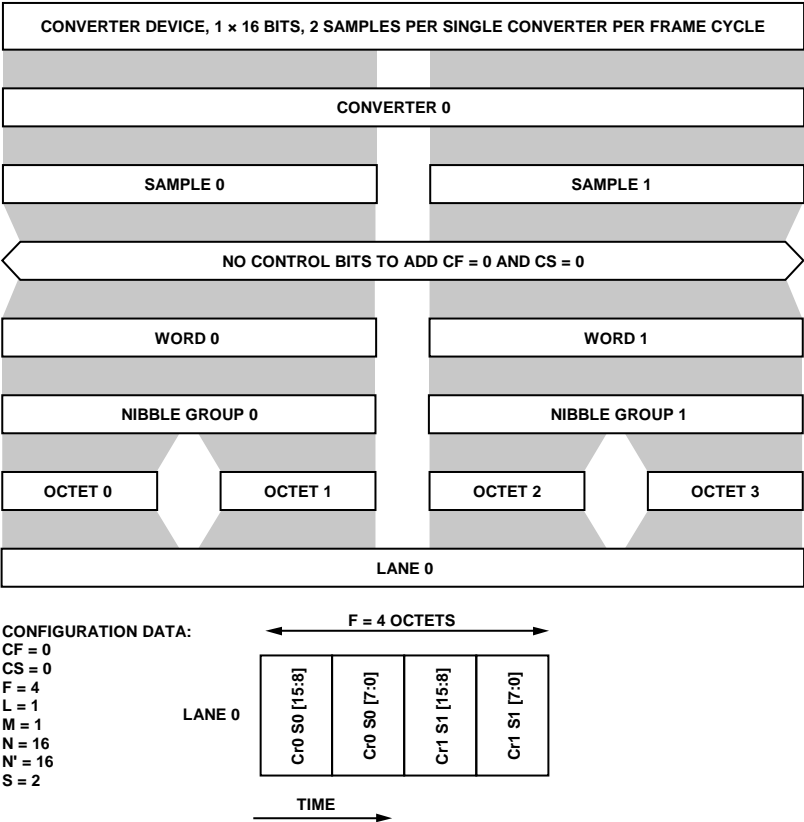 CONVERTER DEVICE, 1 × 16 BITS, 2 SAMPLES PER SINGLE CONVERTER PER FRAME CYCLE
CONVERTER 0
SAMPLE 0
SAMPLE 1
NO CONTROL BITS TO ADD CF = 0 AND CS = 0
WORD 0
WORD 1
NIBBLE GROUP 0
NIBBLE GROUP 1
OCTET 0
OCTET 1
OCTET 2
OCTET 3
LANE 0
CONFIGURATION DATA:
CF = 0
CS = 0
F = 4
L = 1
M = 1
N = 16
N' = 16
S = 2
F = 4 OCTETS
LANE 0
Cr0 S0 [15:8]
Cr0 S0 [7:0]
Cr1 S1 [15:8]
Cr1 S1 [7:0]
TIME